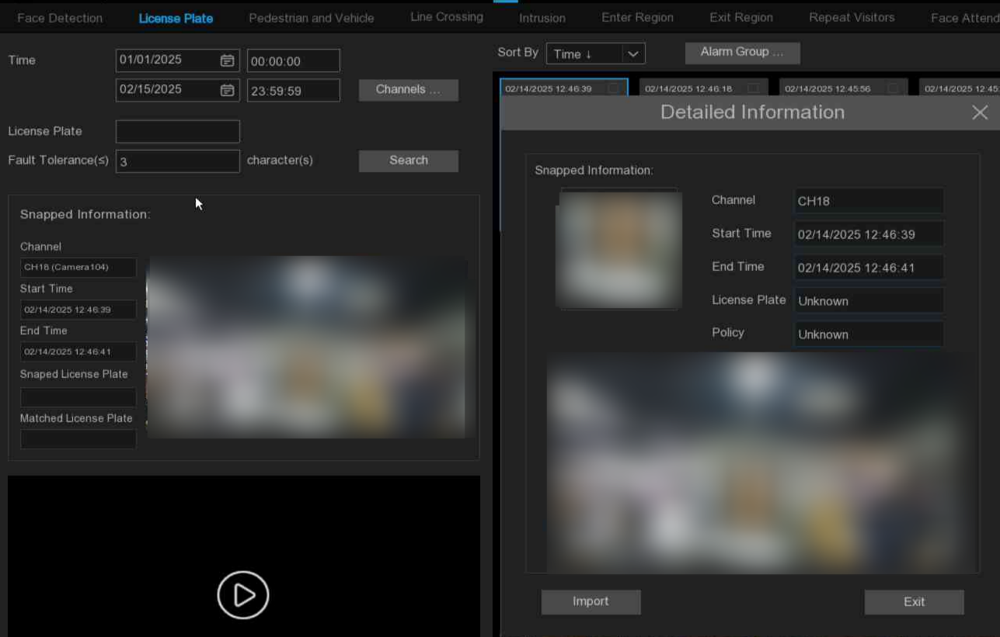 Face Detection
License Plate
Pedestrian and Vehicle
Line Crossing
Intrusion
Enter Region
Exit Region
Repeat Visitors
Face Attend
Time
01/01/2025
00:00:00
02/15/2025
23:59:59
Channels ...
License Plate
Fault Tolerance(≤)
3
character(s)
Search
Snapped Information:
Channel
CH18 (Camera104)
Start Time
02/14/2025 12:46:39
End Time
02/14/2025 12:46:41
Snaped License Plate
Matched License Plate
Sort By
Time ↓
Alarm Group ...
02/14/2025 12:46:39
02/14/2025 12:46:18
02/14/2025 12:45:56
02/14/2025 12:45:
Detailed Information
Snapped Information:
Channel
CH18
Start Time
02/14/2025 12:46:39
End Time
02/14/2025 12:46:41
License Plate
Unknown
Policy
Unknown
Import
Exit